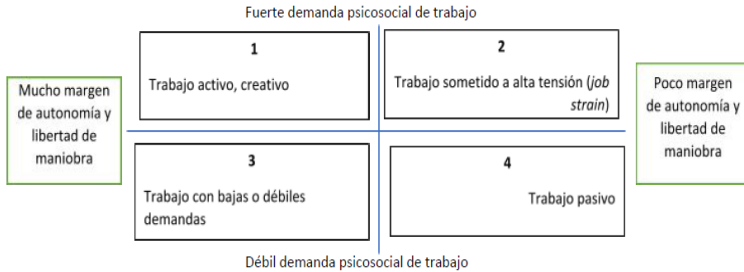 Fuerte demanda psicosocial de trabajo
1
Trabajo activo, creativo
2
Trabajo sometido a alta tensión (job
strain)
Mucho margen
de autonomía y
libertad de
maniobra
Poco margen
de autonomía y
libertad de
maniobra
3
Trabajo con bajas o débiles
demandas
4
Trabajo pasivo
Débil demanda psicosocial de trabajo